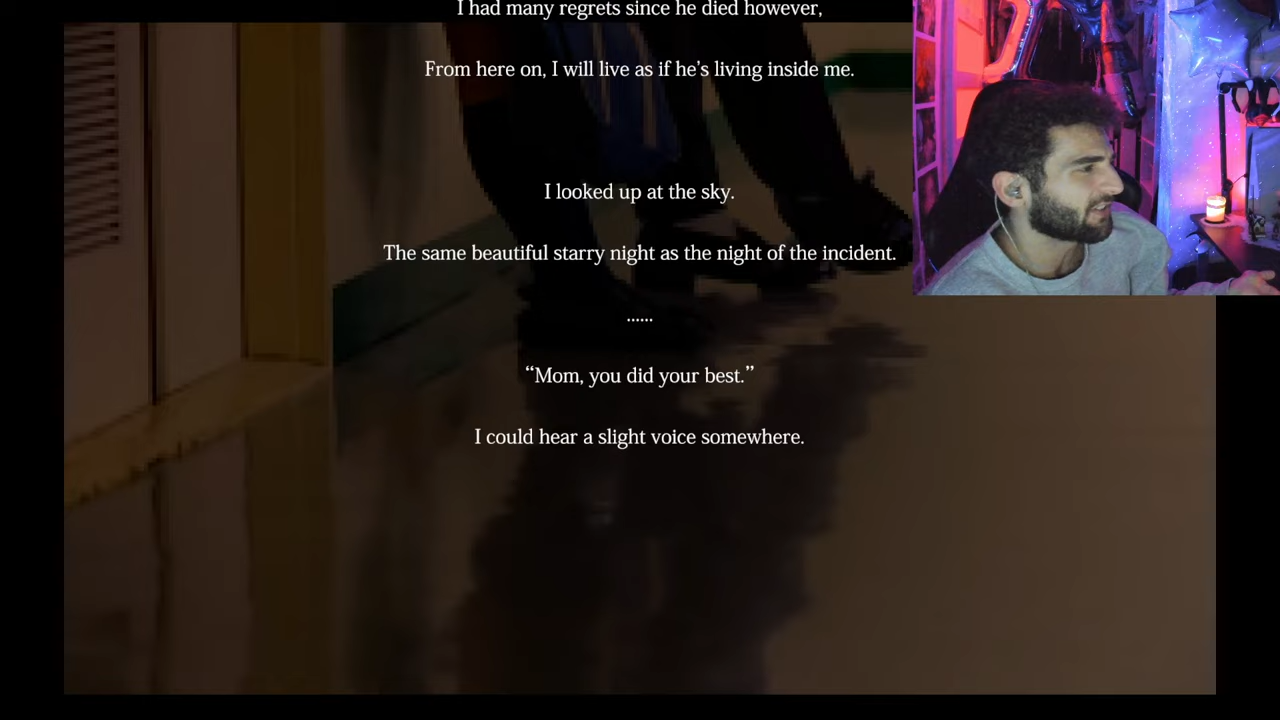 I had many regrets since he died however,
From here on, I will live as if he's living inside me.
I looked up at the sky.
The same beautiful starry night as the night of the incident.
......
“Mom, you did your best.”
I could hear a slight voice somewhere.